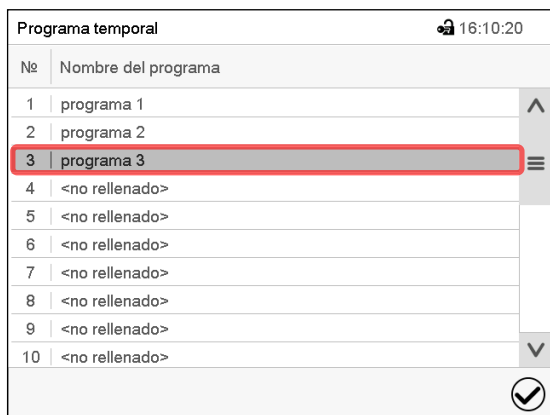 Programa temporal 16:10:20
№ Nombre del programa
1 programa 1
2 programa 2
3 programa 3
4 <no rellenado>
5 <no rellenado>
6 <no rellenado>
7 <no rellenado>
8 <no rellenado>
9 <no rellenado>
10 <no rellenado>